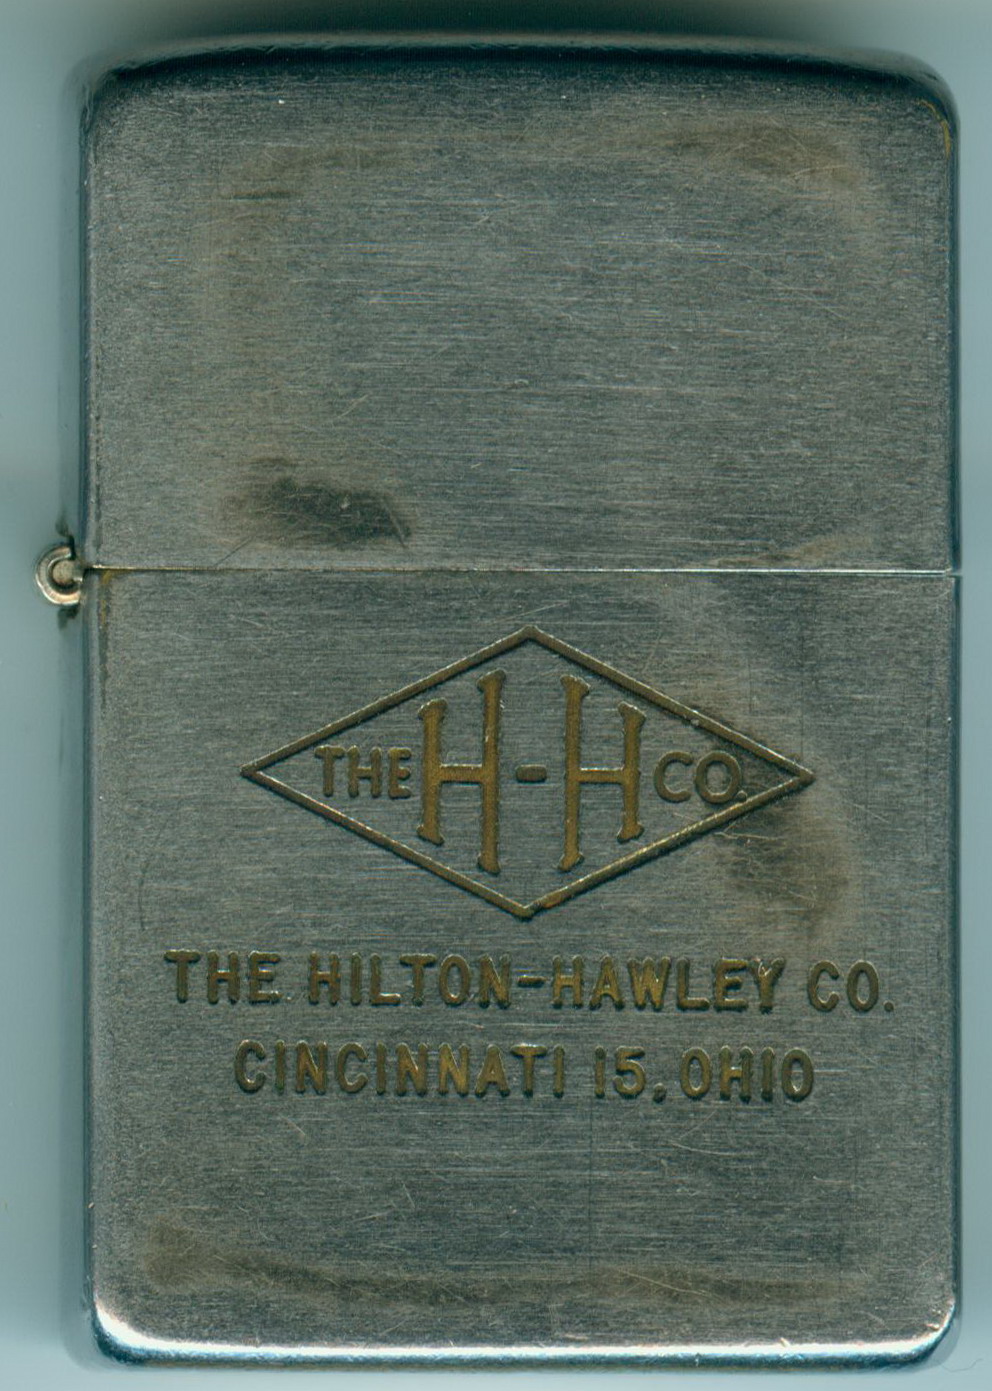 THE H-H CO.
THE HILTON-HAWLEY CO.
CINCINNATI 15, OHIO